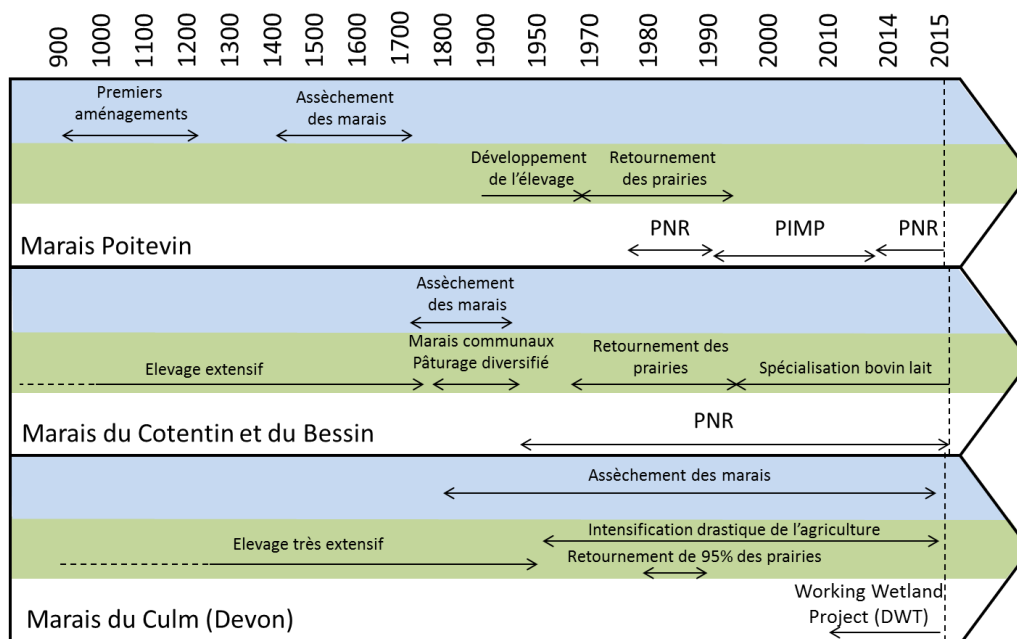 900 1000 1100 1200 1300 1400 1500 1600 1700 1800 1900 1950 1970 1980 1990 2000 2010 2014 2015
Premiers
aménagements
Assèchement
des marais
Développement
de l'élevage
Retournement
des prairies
PNR
PIMP
PNR
Marais Poitevin
Assèchement
des marais
Elevage extensif
Marais communaux
Pâturage diversifié
Retournement des
prairies
Spécialisation bovin lait
PNR
Marais du Cotentin et du Bessin
Assèchement des marais
Elevage très extensif
Intensification drastique de l'agriculture
Retournement de 95% des prairies
Working Wetland
Project (DWT)
Marais du Culm (Devon)